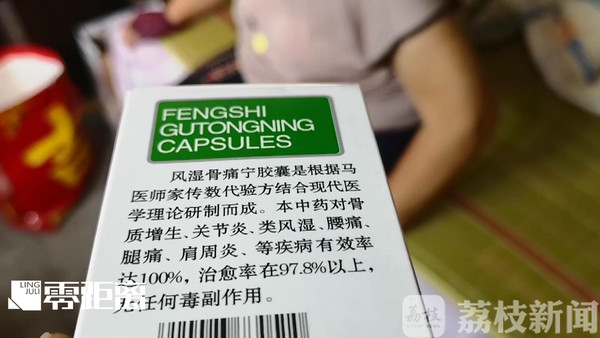 FENGSHI
GUTONGNING
CAPSULES
风湿骨痛宁胶囊是根据马
医师家传数代验方结合现代医
学理论研制而成。本中药对骨
质增生、关节炎、类风湿、腰痛、
腿痛、肩周炎、等疾病有效率
达100%，治愈率在97.8%以上，
无任何毒副作用。
LING
JULI
零距离
荔枝
荔枝新闻